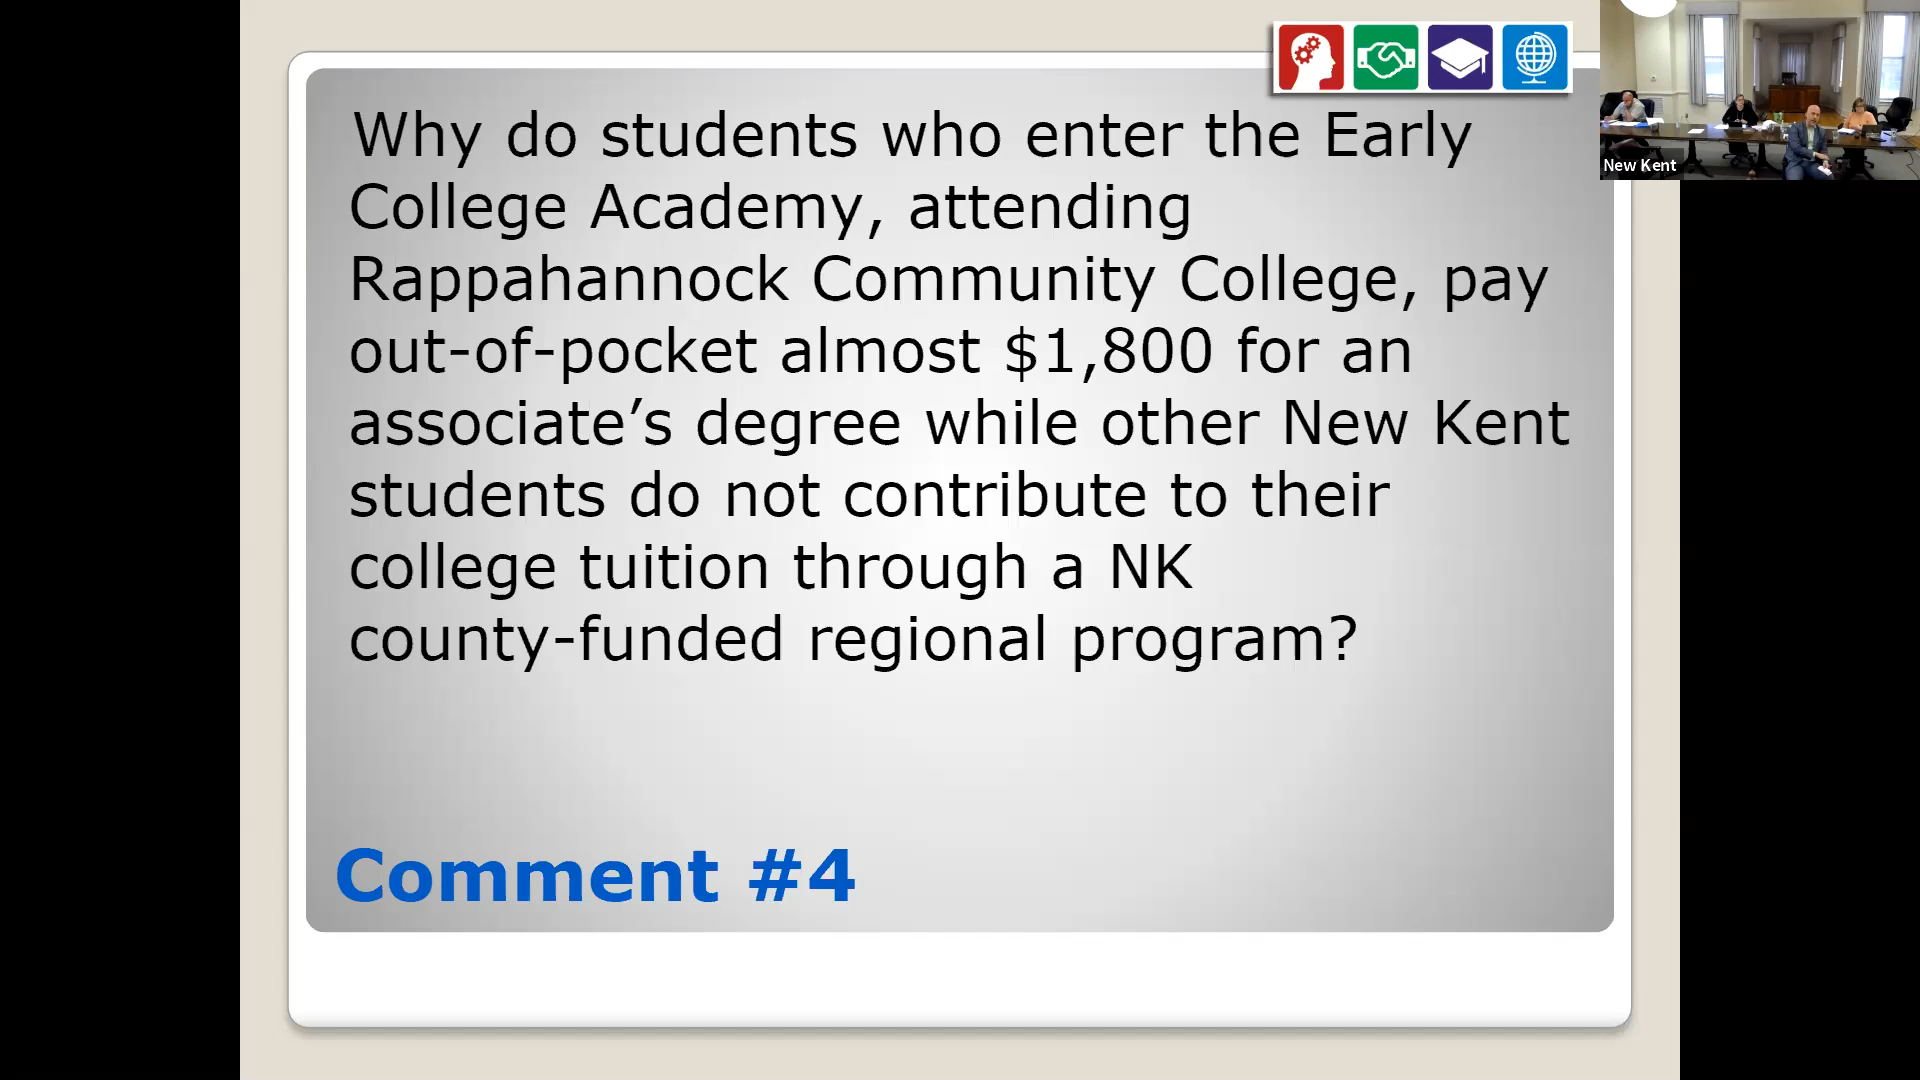 Why do students who enter the Early
College Academy, attending
Rappahannock Community College, pay
out-of-pocket almost $1,800 for an
associate’s degree while other New Kent
students do not contribute to their
college tuition through a NK
county-funded regional program?
Comment #4
New Kent